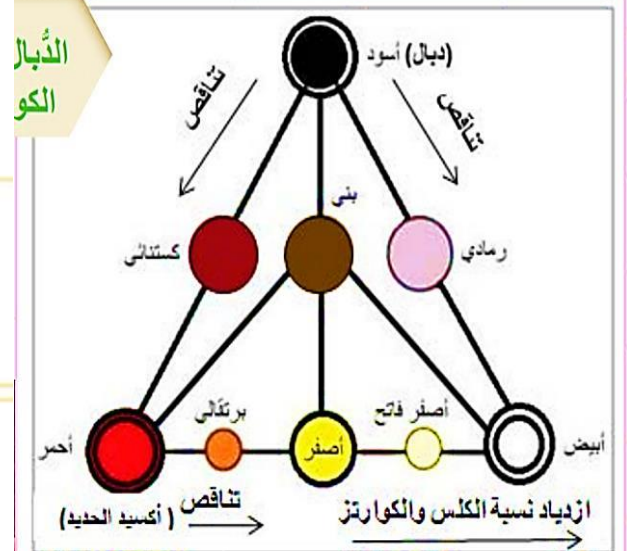 الدُّبال
الكو
(دبال) أسود
تناقص
تناقص
بني
كستنائي
رمادي
برتقالي
أصفر فاتح
أحمر
أصفر
أبيض
(أكسيد الحديد) تناقص
ازدياد نسبة الكلس والكوارتز